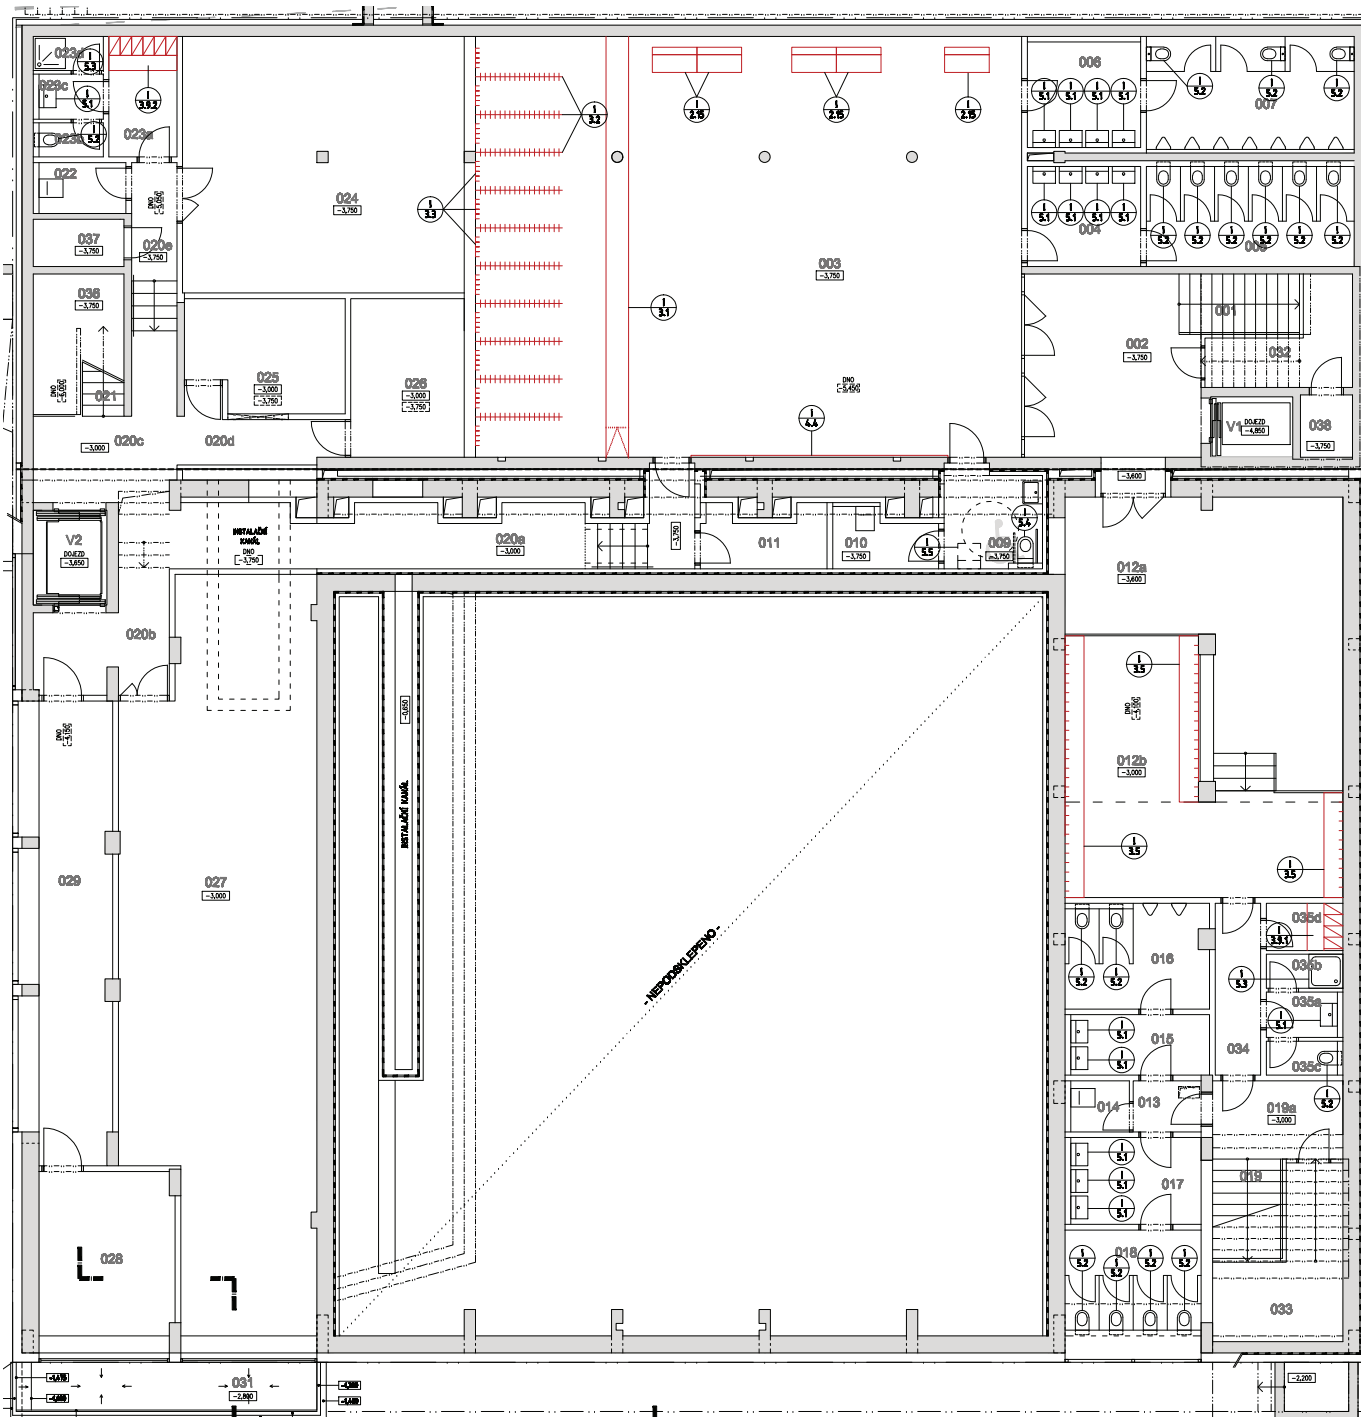 023d
I 5.3
023c
I 5.1
I 3.9.2
023b
I 5.2
023a
022
DNO
037
-3,750
020e
-3,750
036
-3,750
DNO
021
020c
-3,000
020d
024
-3,750
025
-3,000
-3,750
026
-3,000
-3,750
I 3.2
I 3.3
I 3.1
I 2.15
I 2.15
I 2.15
003
-3,750
DNO
I 4.4
006
I 5.1
I 5.1
I 5.1
I 5.1
I 5.2
I 5.2
I 5.2
007
I 5.1
I 5.1
I 5.1
I 5.1
004
I 5.2
I 5.2
I 5.2
I 5.2
I 5.2
I 5.2
001
002
-3,750
032
V1
DOJEZD
-4,850
038
-3,750
-3,600
V2
DOJEZD
-3,650
INSTALAČNÍ
KANÁL
DNO
-3,750
020a
-3,000
-3,750
011
010
-3,750
I 5.5
009
-3,750
I 5.4
012a
-3,600
020b
DNO
029
027
-3,000
-0,650
INSTALAČNÍ KANÁL
- NEPODSKLEPENO -
I 3.5
DNO
012b
-3,000
I 3.5
I 3.5
035d
I 3.9.1
016
I 5.2
I 5.2
I 5.3
035b
035a
I 5.1
I 5.1
I 5.1
015
034
035c
014
013
019a
-3,000
I 5.2
I 5.1
I 5.1
I 5.1
017
019
018
I 5.2
I 5.2
I 5.2
I 5.2
033
028
031
-2,800
-2,200